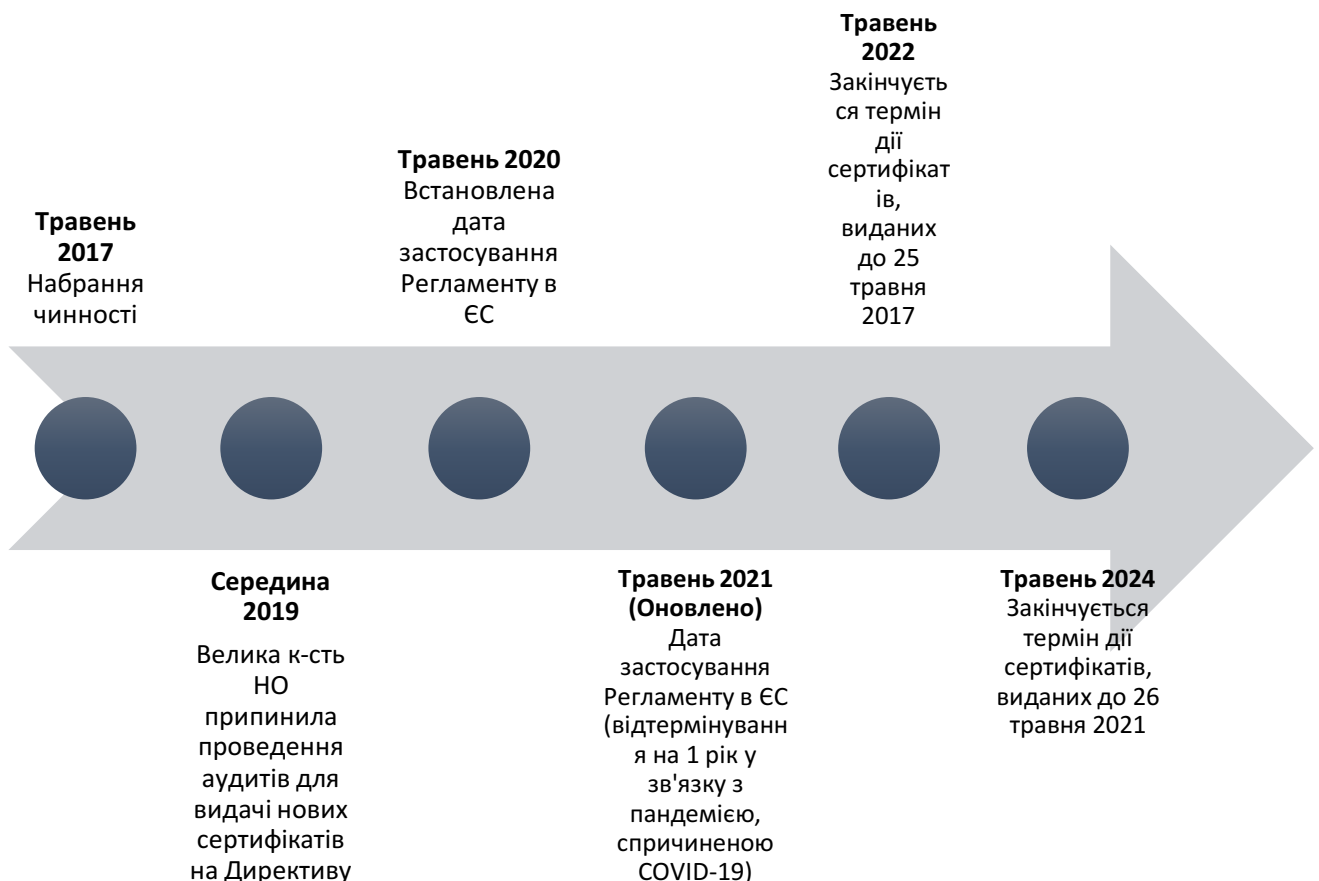 Травень
2017
Набрання
чинності
Середина
2019
Велика к-сть
НО
припинила
проведення
аудитів для
видачі нових
сертифікатів
на Директиву
Травень 2020
Встановлена
дата
застосування
Регламенту в
ЄС
Травень 2021
(Оновлено)
Дата
застосування
Регламенту в ЄС
(відтермінуванн
я на 1 рік у
зв'язку з
пандемією,
спричиненою
COVID-19)
Травень
2022
Закінчуєть
ся термін
дії
сертифікат
ів,
виданих
до 25
травня
2017
Травень 2024
Закінчується
термін дії
сертифікатів,
виданих до 26
травня 2021